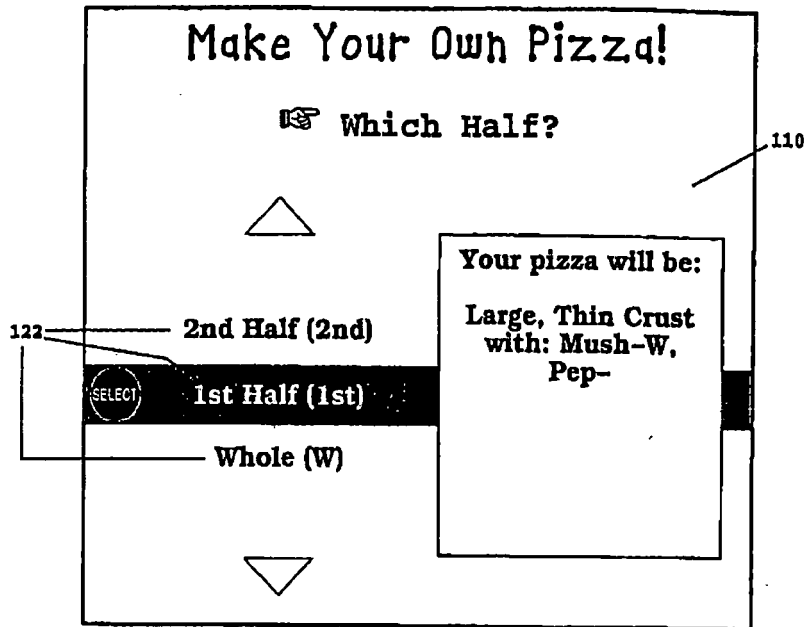 Make Your Own Pizza!
☞ Which Half?
110
Your pizza will be:
Large, Thin Crust
with: Mush-W,
Pep-
122
2nd Half (2nd)
SELECT 1st Half (1st)
Whole (W)